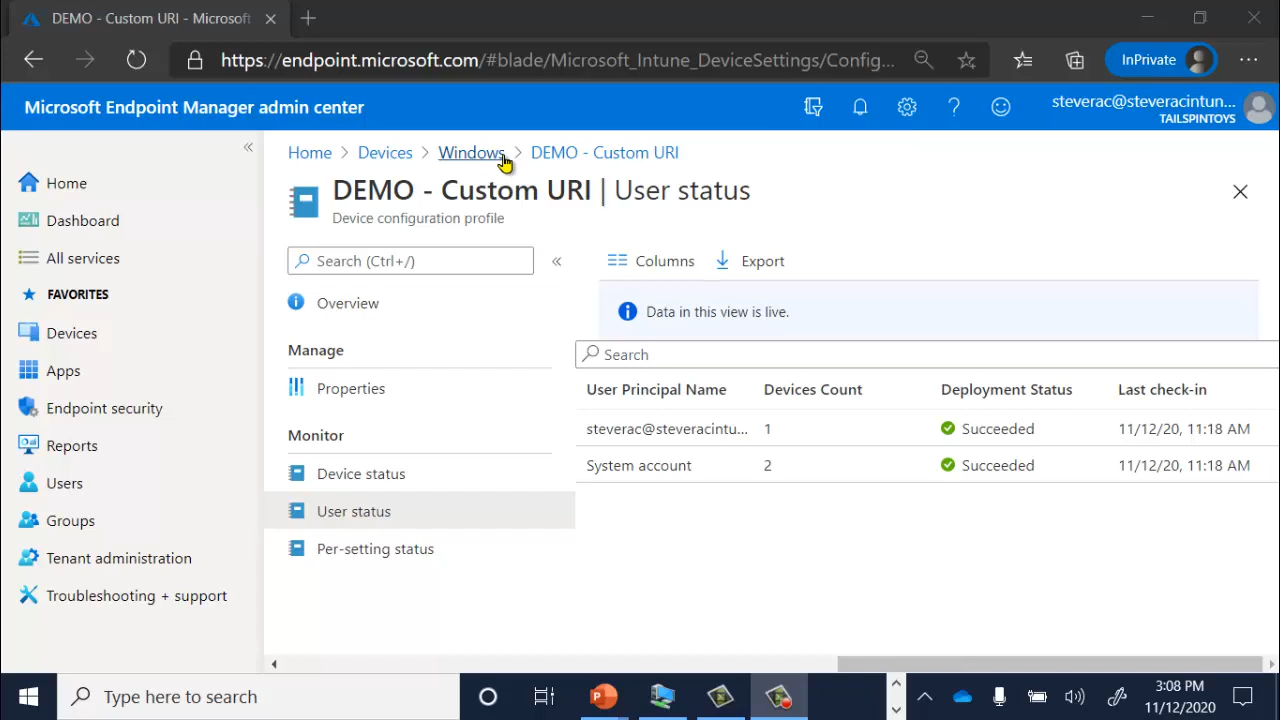 DEMO - Custom URI - Microsoft
https://endpoint.microsoft.com/#blade/Microsoft_Intune_DeviceSettings/Config...
InPrivate
Microsoft Endpoint Manager admin center
steverac@steveracintun...
TAILSPINTOYS
Home
Dashboard
All services
FAVORITES
Devices
Apps
Endpoint security
Reports
Users
Groups
Tenant administration
Troubleshooting + support
Home > Devices > Windows > DEMO - Custom URI
DEMO - Custom URI | User status
Device configuration profile
Search (Ctrl+/)
Overview
Manage
Properties
Monitor
Device status
User status
Per-setting status
Columns
Export
Data in this view is live.
Search
User Principal Name Devices Count Deployment Status Last check-in
steverac@steveracintu... 1 Succeeded 11/12/20, 11:18 AM
System account 2 Succeeded 11/12/20, 11:18 AM
Type here to search
3:08 PM
11/12/2020